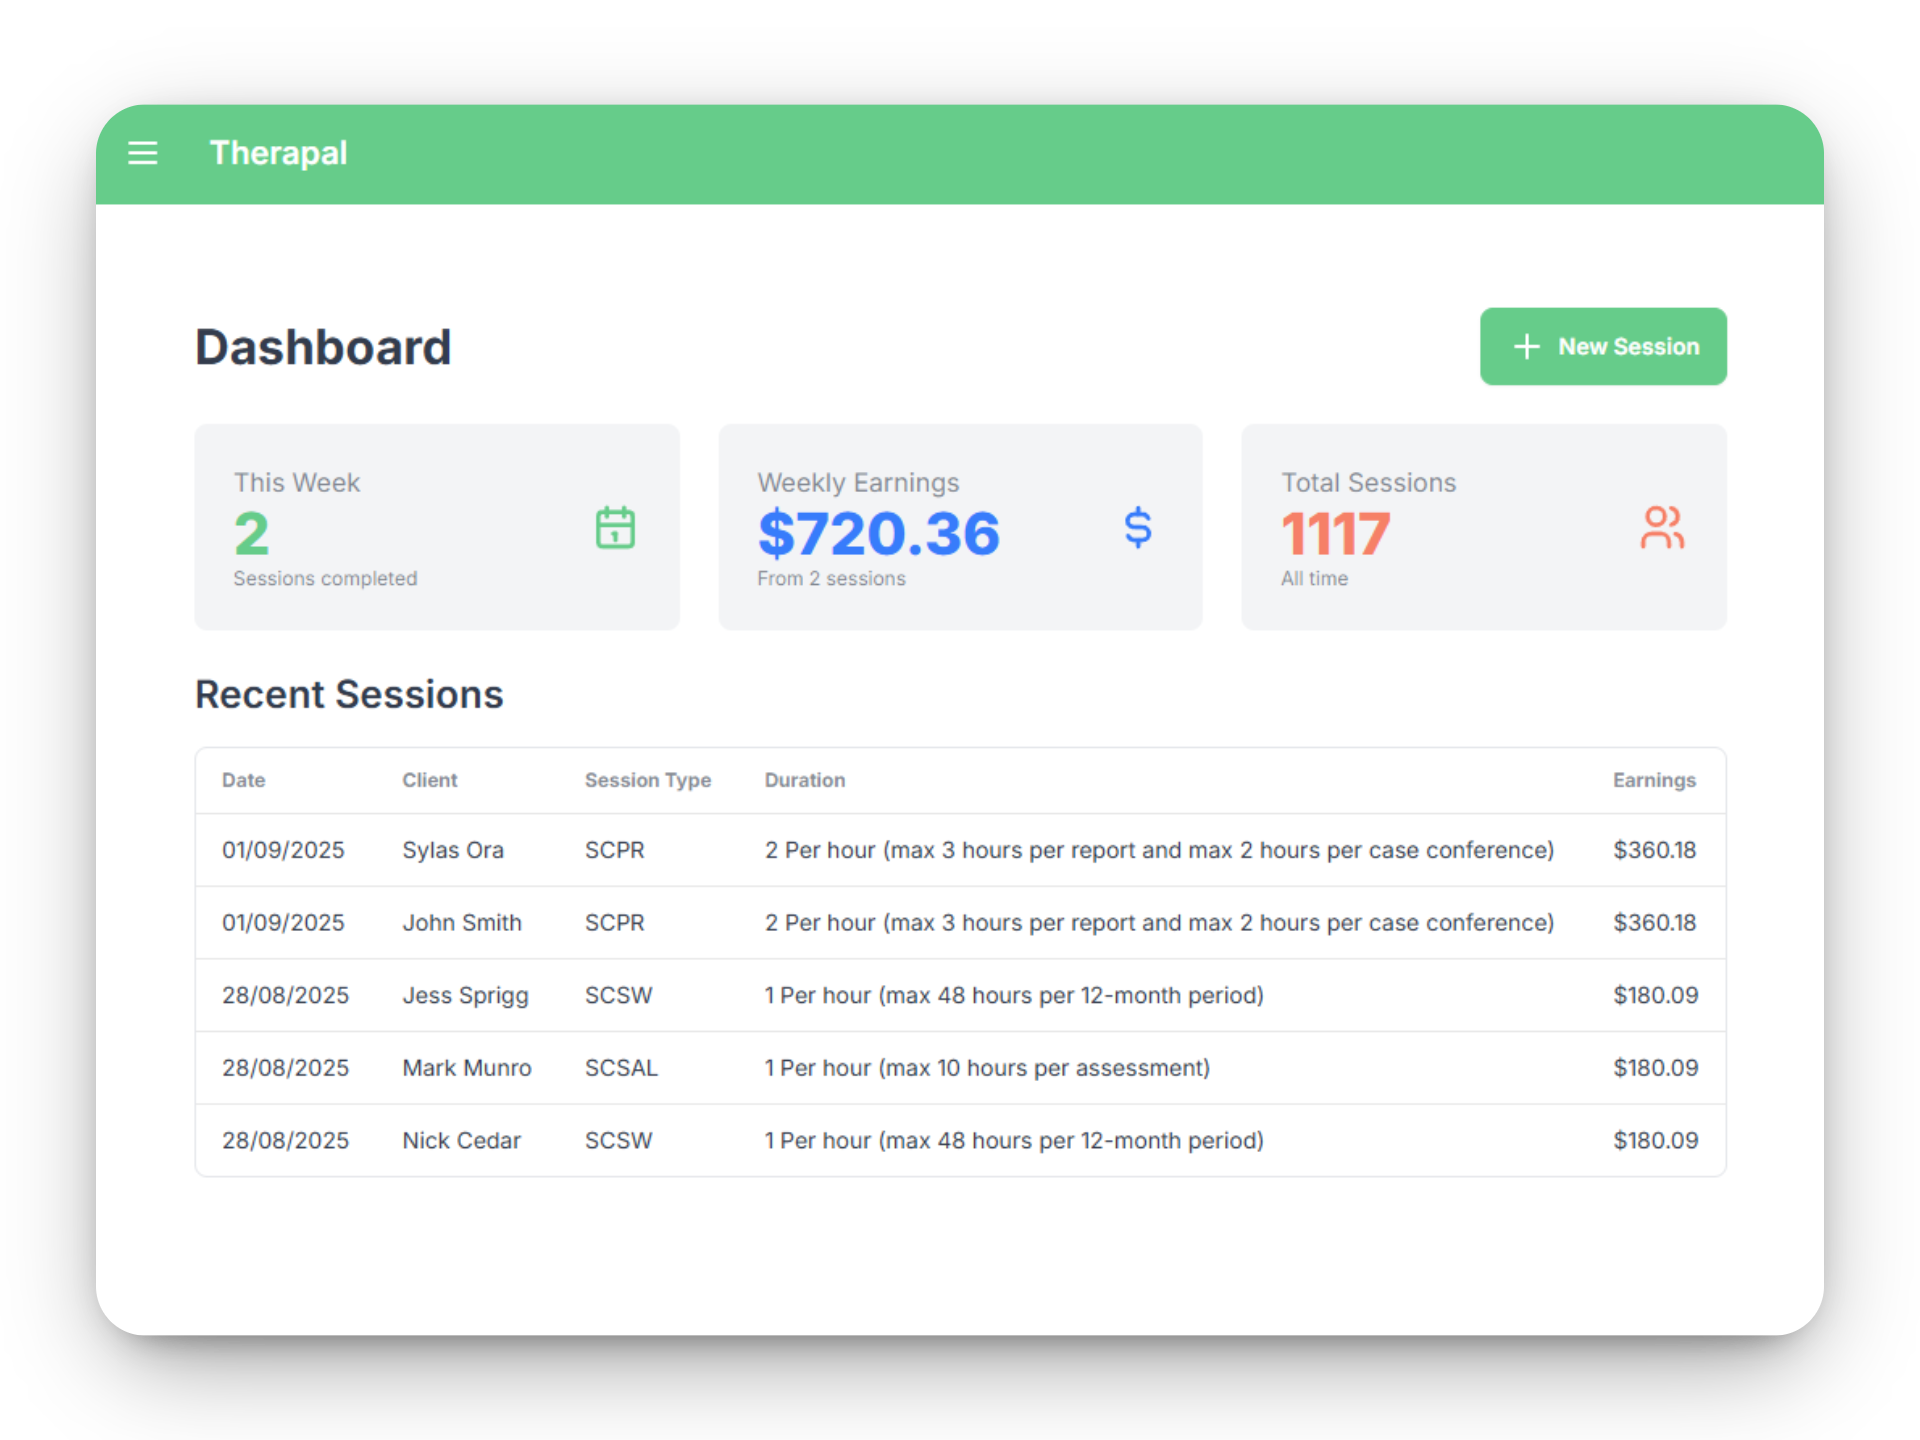 Therapal
Dashboard
New Session
This Week
2
Sessions completed
Weekly Earnings
$720.36
From 2 sessions
Total Sessions
1117
All time
Recent Sessions
Date Client Session Type Duration Earnings
01/09/2025 Sylas Ora SCPR 2 Per hour (max 3 hours per report and max 2 hours per case conference) $360.18
01/09/2025 John Smith SCPR 2 Per hour (max 3 hours per report and max 2 hours per case conference) $360.18
28/08/2025 Jess Sprigg SCSW 1 Per hour (max 48 hours per 12-month period) $180.09
28/08/2025 Mark Munro SCSAL 1 Per hour (max 10 hours per assessment) $180.09
28/08/2025 Nick Cedar SCSW 1 Per hour (max 48 hours per 12-month period) $180.09